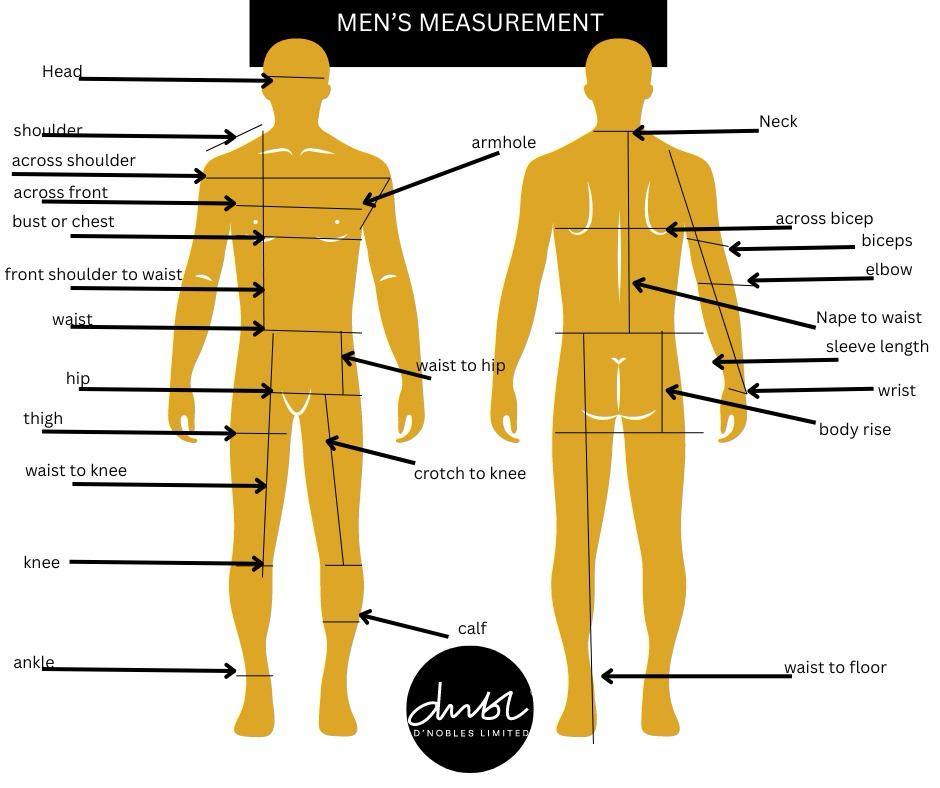 MEN’S MEASUREMENT
Head
shoulder
across shoulder
across front
bust or chest
front shoulder to waist
waist
hip
thigh
waist to knee
knee
ankle
armhole
waist to hip
crotch to knee
calf
Neck
across bicep
biceps
elbow
Nape to waist
sleeve length
wrist
body rise
waist to floor
dnbl
D'NOBLES LIMITED